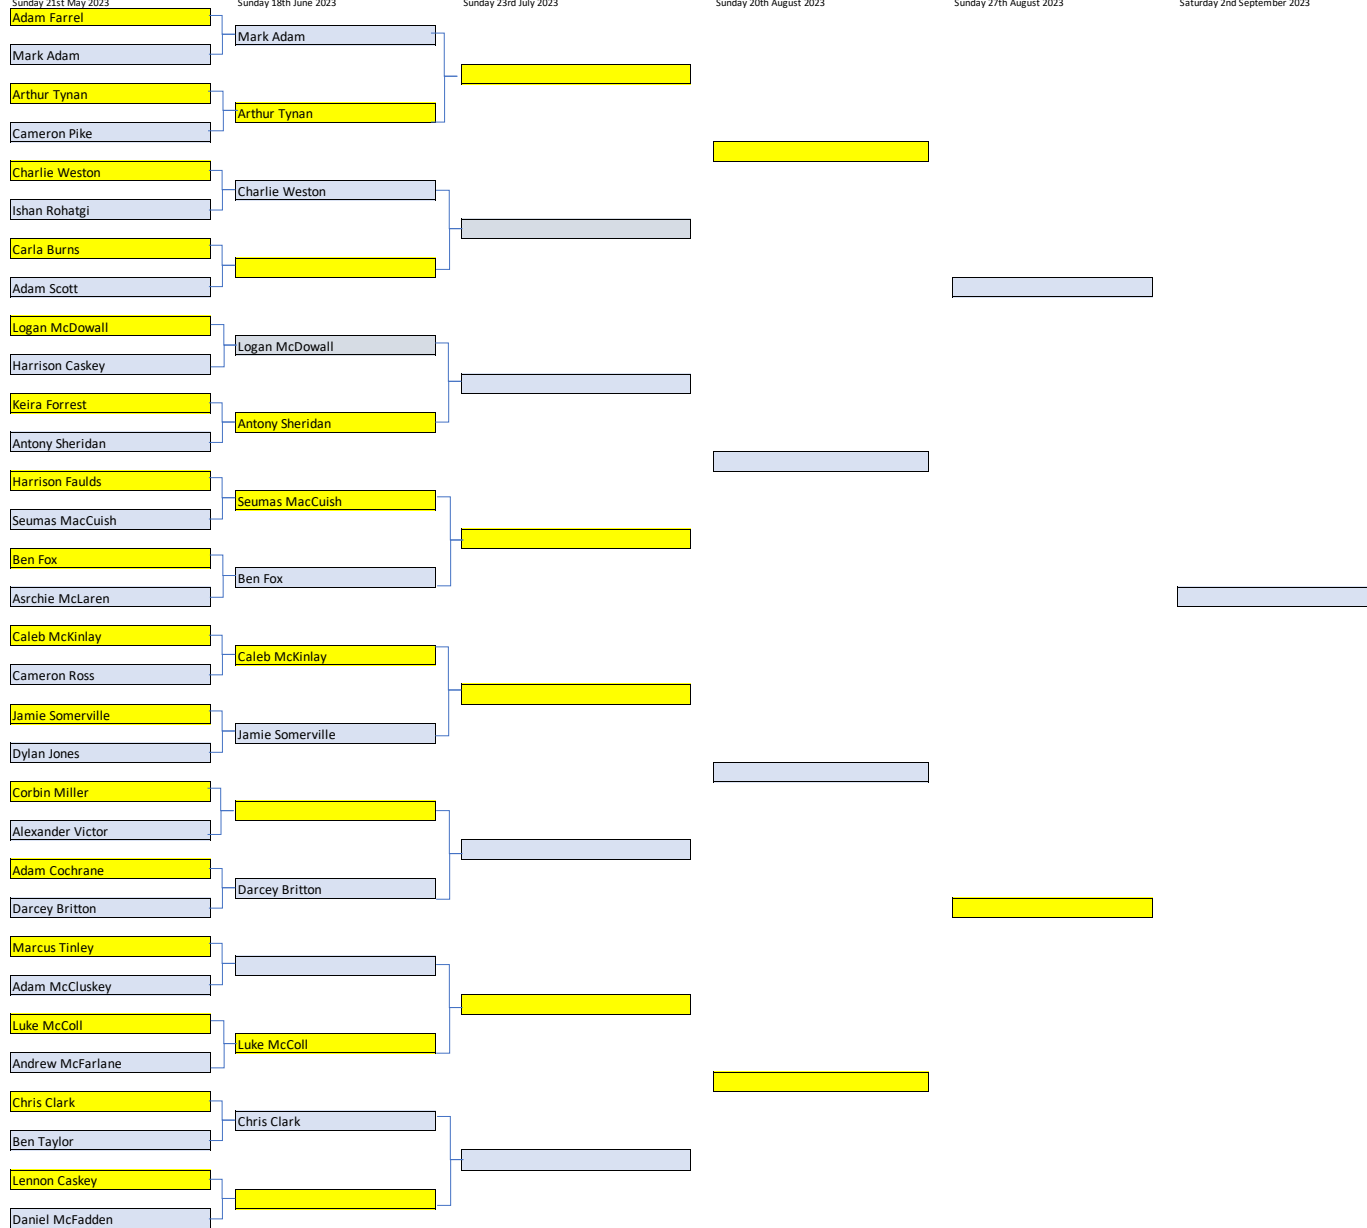 Sunday 21st May 2023
Sunday 18th June 2023
Sunday 23rd July 2023
Sunday 20th August 2023
Sunday 27th August 2023
Saturday 2nd September 2023
Adam Farrel
Mark Adam
Arthur Tynan
Cameron Pike
Charlie Weston
Ishan Rohatgi
Carla Burns
Adam Scott
Logan McDowall
Harrison Caskey
Keira Forrest
Antony Sheridan
Harrison Faulds
Seumas MacCuish
Ben Fox
Asrchie McLaren
Caleb McKinlay
Cameron Ross
Jamie Somerville
Dylan Jones
Corbin Miller
Alexander Victor
Adam Cochrane
Darcey Britton
Marcus Tinley
Adam McCluskey
Luke McColl
Andrew McFarlane
Chris Clark
Ben Taylor
Lennon Caskey
Daniel McFadden
Mark Adam
Arthur Tynan
Charlie Weston
Logan McDowall
Antony Sheridan
Seumas MacCuish
Ben Fox
Caleb McKinlay
Jamie Somerville
Darcey Britton
Luke McColl
Chris Clark